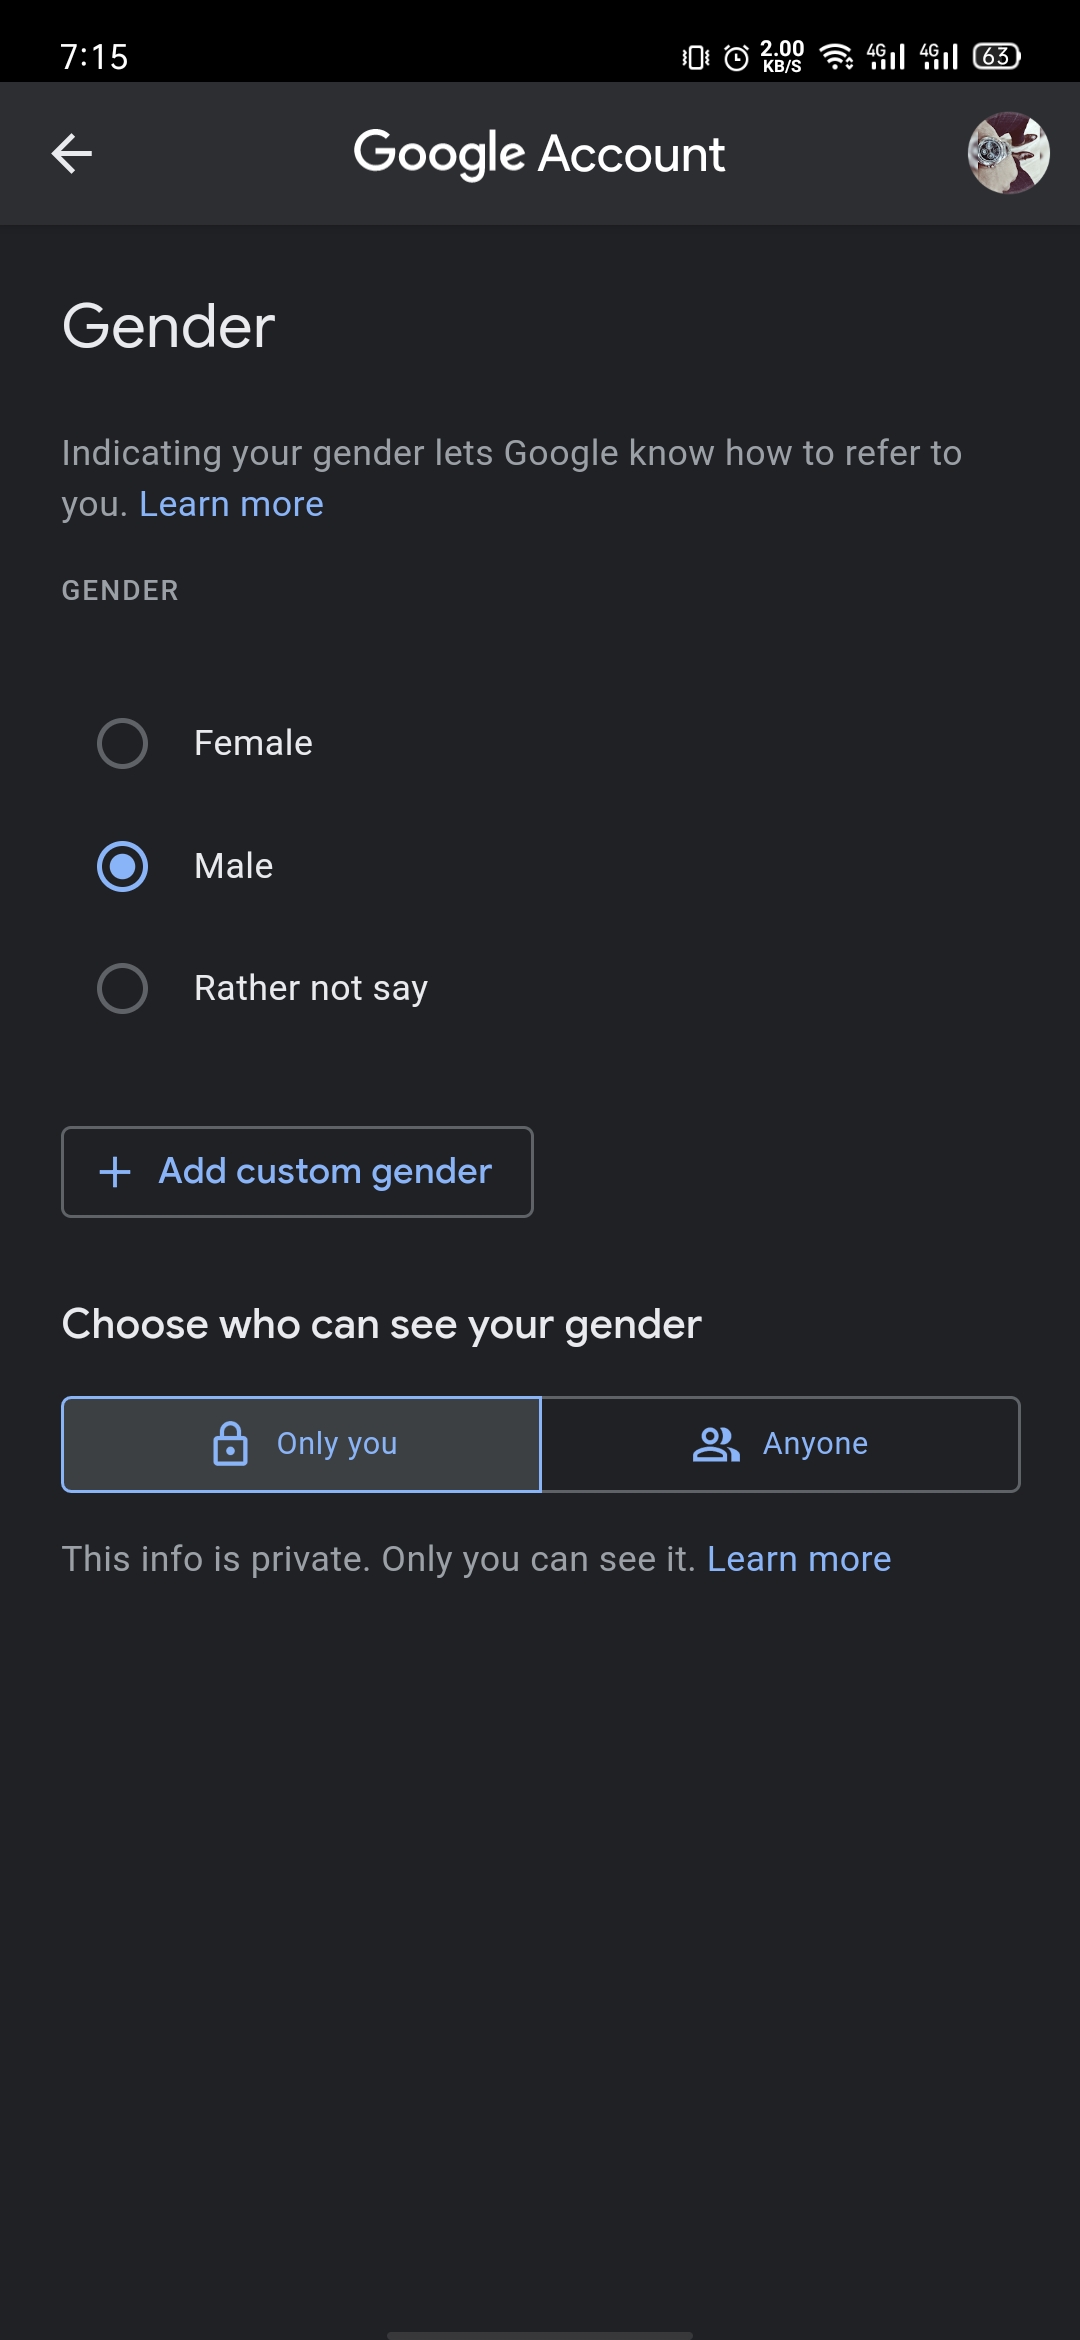 7:15
2.00
KB/S
4G
4G
63
Google Account
Gender
Indicating your gender lets Google know how to refer to
you. Learn more
GENDER
Female
Male
Rather not say
+ Add custom gender
Choose who can see your gender
Only you
Anyone
This info is private. Only you can see it. Learn more